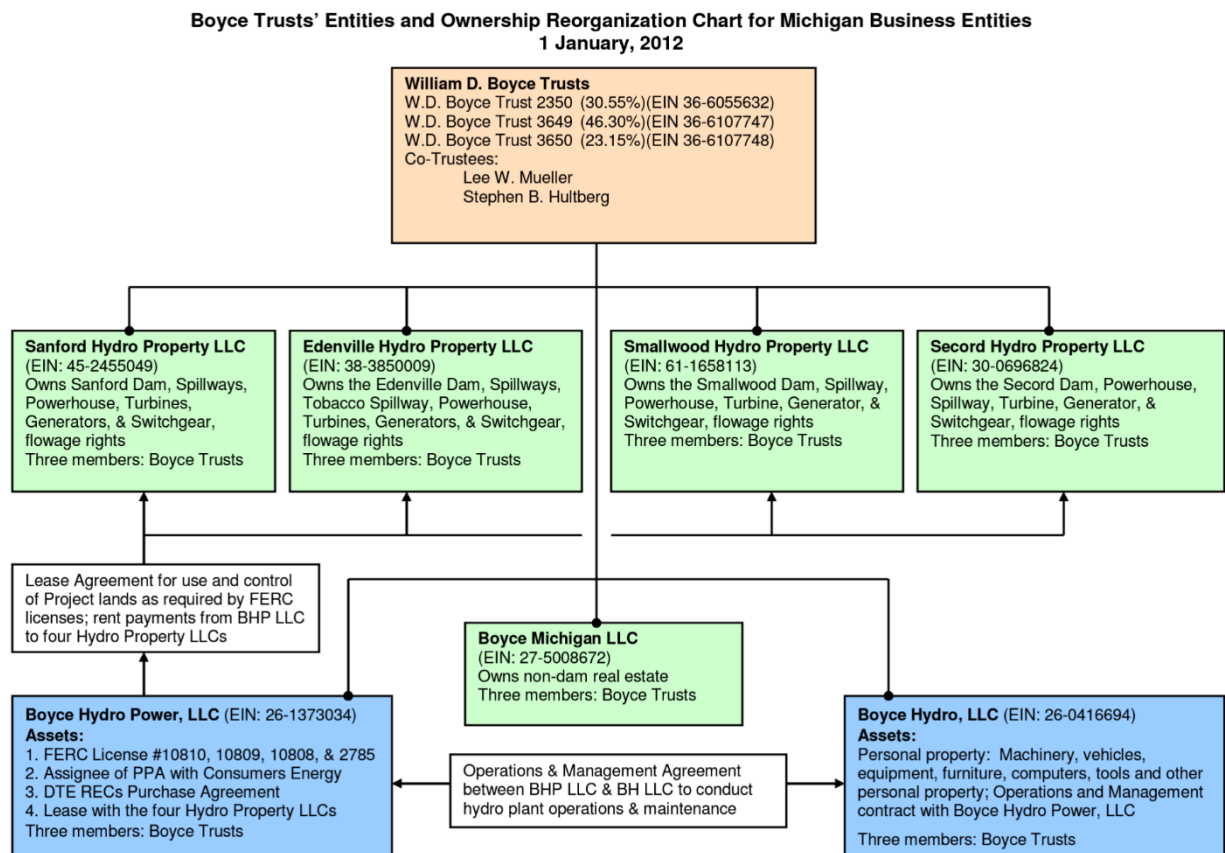 Boyce Trusts' Entities and Ownership Reorganization Chart for Michigan Business Entities
1 January, 2012
William D. Boyce Trusts
W.D. Boyce Trust 2350 (30.55%)(EIN 36-6055632)
W.D. Boyce Trust 3649 (46.30%)(EIN 36-6107747)
W.D. Boyce Trust 3650 (23.15%)(EIN 36-6107748)
Co-Trustees:
Lee W. Mueller
Stephen B. Hultberg
Sanford Hydro Property LLC
(EIN: 45-2455049)
Owns Sanford Dam, Spillways,
Powerhouse, Turbines,
Generators, & Switchgear,
flowage rights
Three members: Boyce Trusts
Edenville Hydro Property LLC
(EIN: 38-3850009)
Owns the Edenville Dam, Spillways,
Tobacco Spillway, Powerhouse,
Turbines, Generators, & Switchgear,
flowage rights
Three members: Boyce Trusts
Smallwood Hydro Property LLC
(EIN: 61-1658113)
Owns the Smallwood Dam, Spillway,
Powerhouse, Turbine, Generator, &
Switchgear, flowage rights
Three members: Boyce Trusts
Secord Hydro Property LLC
(EIN: 30-0696824)
Owns the Secord Dam, Powerhouse,
Spillway, Turbine, Generator, &
Switchgear, flowage rights
Three members: Boyce Trusts
Lease Agreement for use and control
of Project lands as required by FERC
licenses; rent payments from BHP LLC
to four Hydro Property LLCs
Boyce Michigan LLC
(EIN: 27-5008672)
Owns non-dam real estate
Three members: Boyce Trusts
Boyce Hydro Power, LLC (EIN: 26-1373034)
Assets:
1. FERC License #10810, 10809, 10808, & 2785
2. Assignee of PPA with Consumers Energy
3. DTE RECs Purchase Agreement
4. Lease with the four Hydro Property LLCs
Three members: Boyce Trusts
Operations & Management Agreement
between BHP LLC & BH LLC to conduct
hydro plant operations & maintenance
Boyce Hydro, LLC (EIN: 26-0416694)
Assets:
Personal property: Machinery, vehicles,
equipment, furniture, computers, tools and other
personal property; Operations and Management
contract with Boyce Hydro Power, LLC
Three members: Boyce Trusts